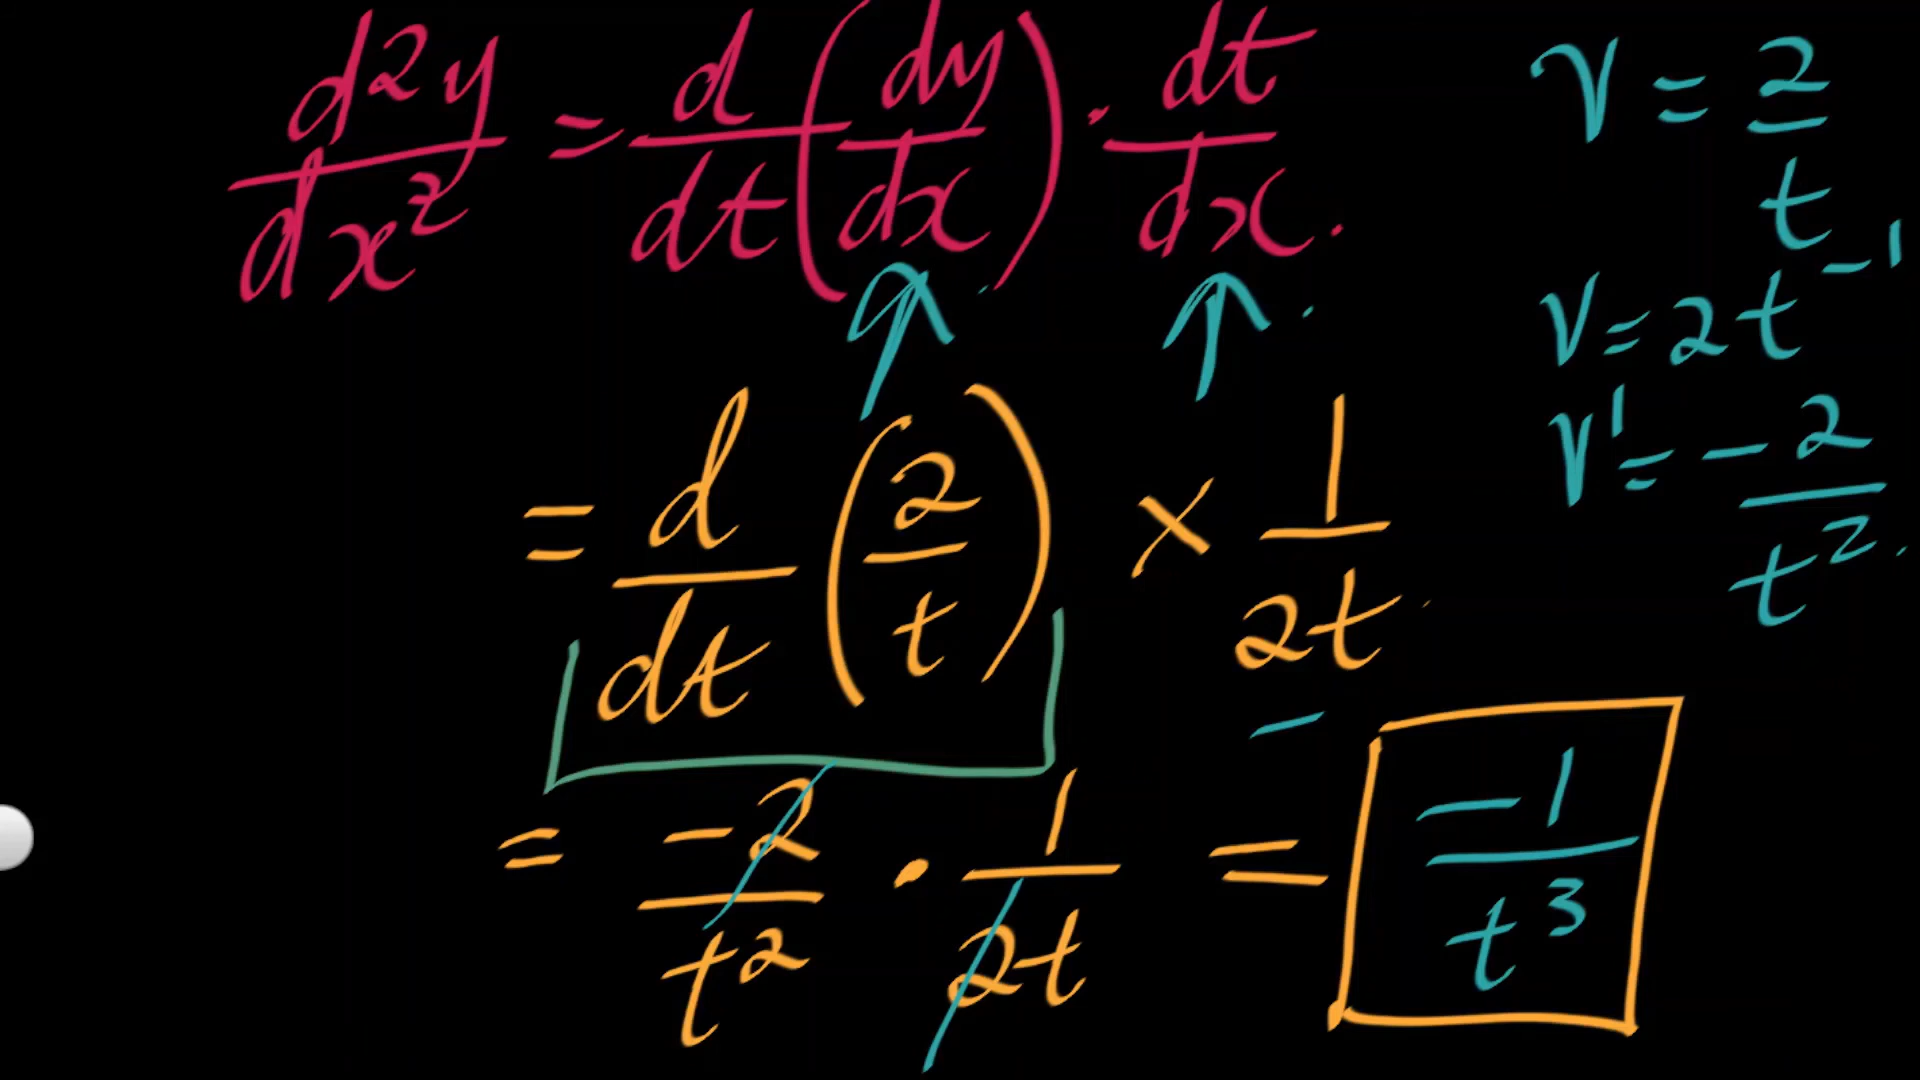 d²y/dx² = d/dt (dy/dx) · dt/dx.
= d/dt (2/t) × 1/2t
= -2/t² · 1/2t = -1/t³
v = 2/t
v = 2t⁻¹
v' = -2/t².